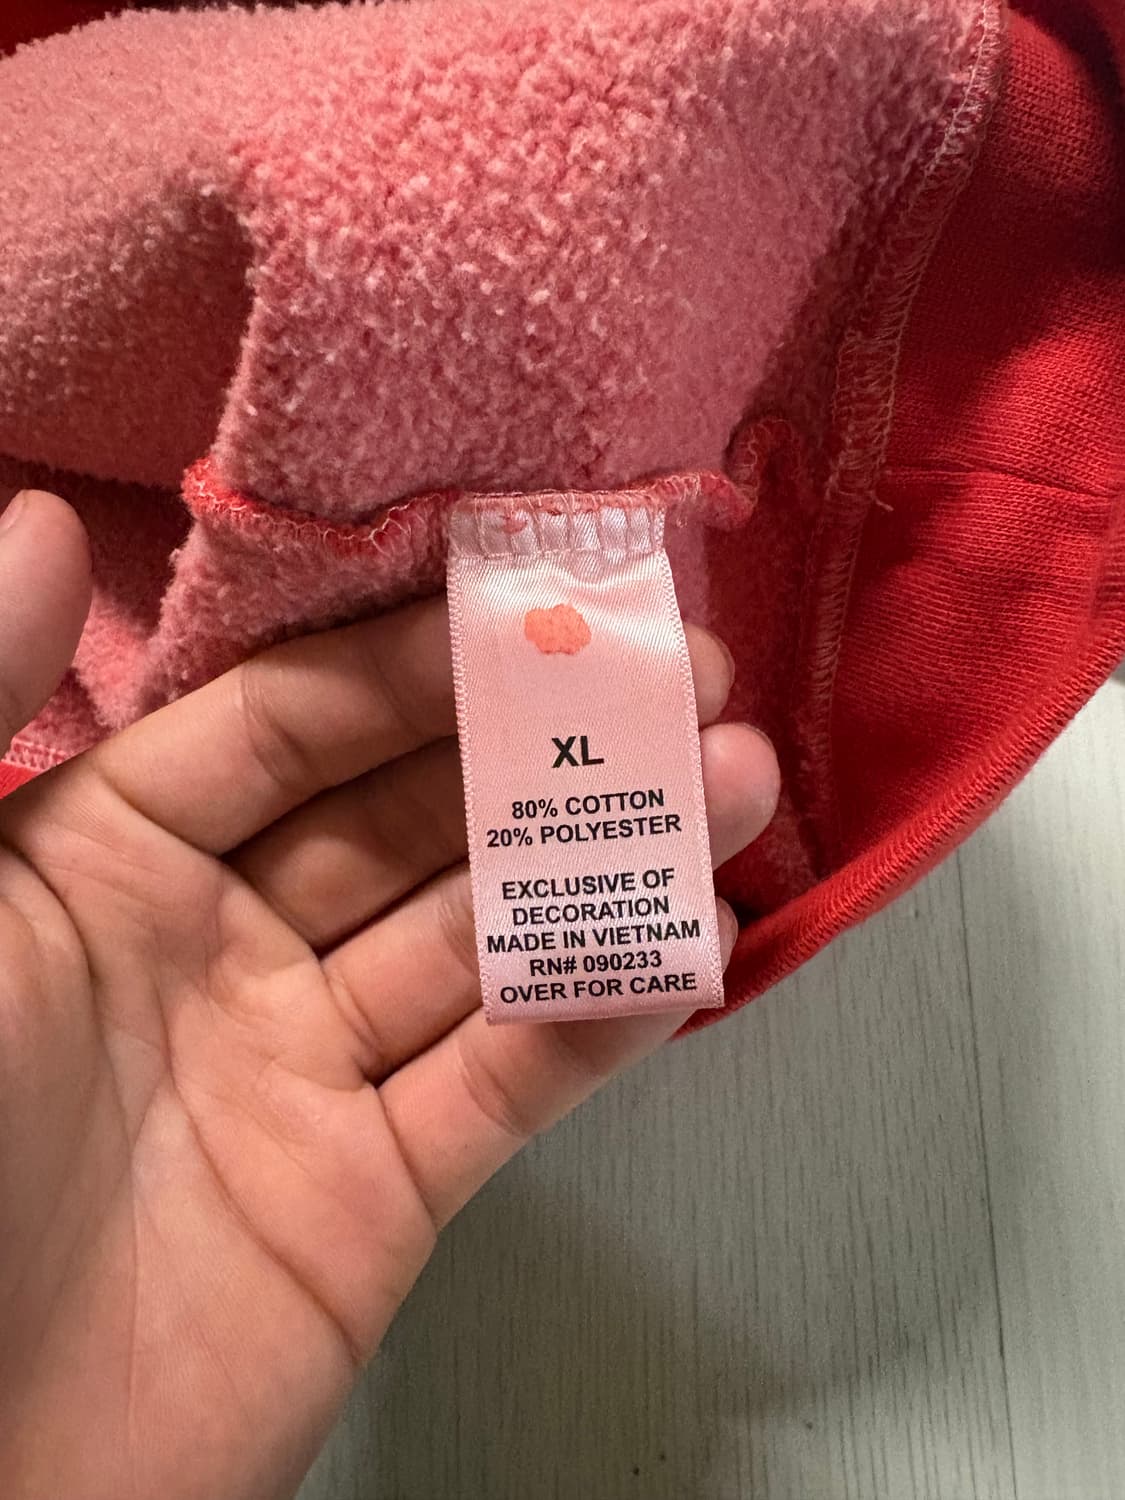 XL
80% COTTON
20% POLYESTER
EXCLUSIVE OF
DECORATION
MADE IN VIETNAM
RN# 090233
OVER FOR CARE